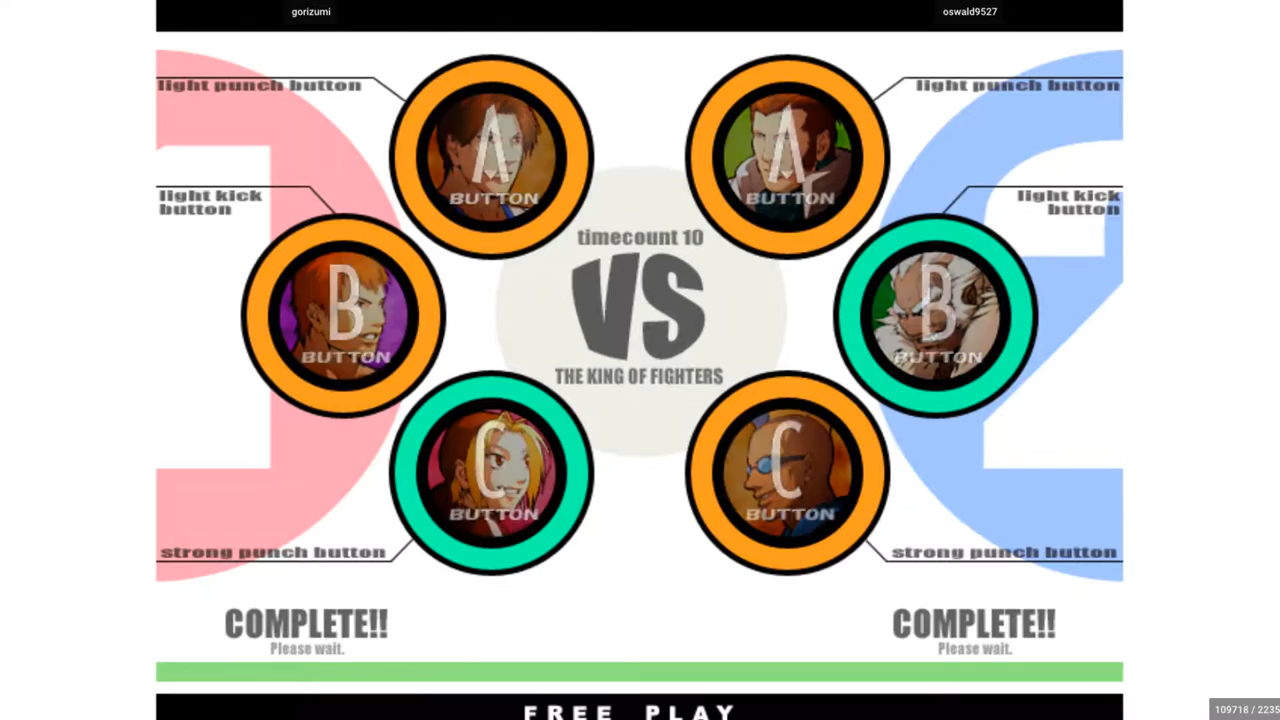 gorizumi
oswald9527
light punch button
light punch button
A
BUTTON
A
BUTTON
light kick
button
light kick
button
timecount 10
VS
THE KING OF FIGHTERS
B
BUTTON
B
BUTTON
C
BUTTON
C
BUTTON
strong punch button
strong punch button
COMPLETE!!
Please wait.
COMPLETE!!
Please wait.
FREE PLAY
109718 / 2235